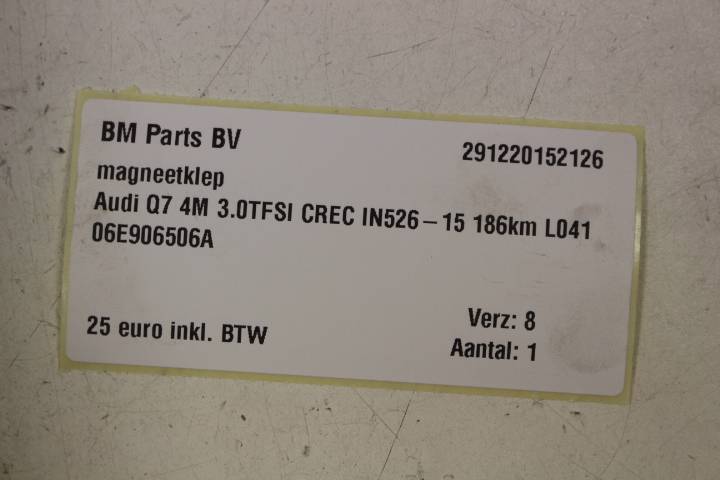 BM Parts BV 291220152126
magneetklep
Audi Q7 4M 3.0TFSI CREC IN526-15 186km L041
06E906506A
25 euro inkl. BTW
Verz: 8
Aantal: 1